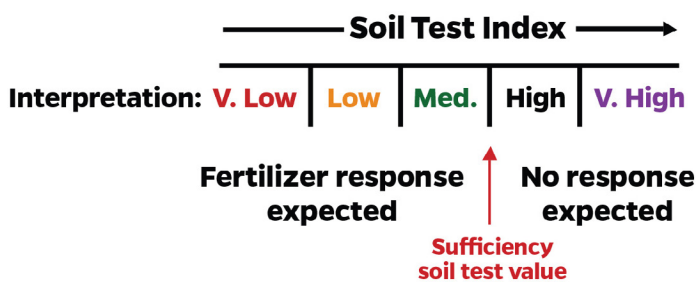 Soil Test Index
Interpretation: V. Low Low Med. High V. High
Fertilizer response
expected
No response
expected
Sufficiency
soil test value